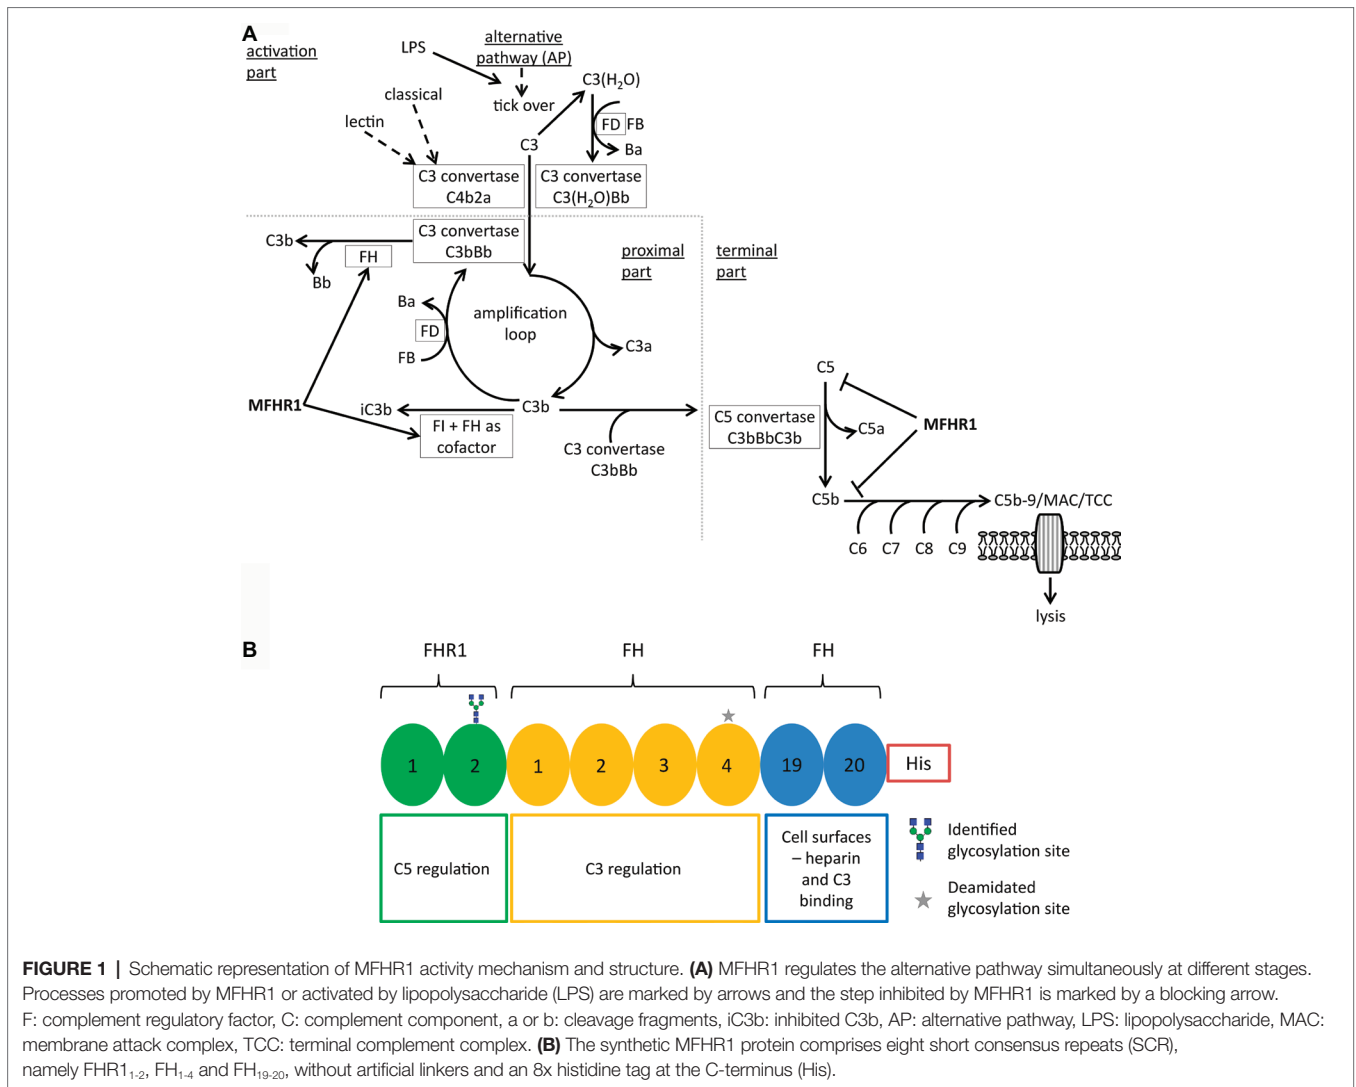 A
activation
part
LPS
alternative
pathway (AP)
C3(H₂O)
classical
tick over
lectin
FD FB
C3
Ba
C3 convertase
C4b2a
C3 convertase
C3(H₂O)Bb
C3b
C3 convertase
C3bBb
proximal
part
terminal
part
FH
Bb
Ba
amplification
loop
FD
C3a
FB
C5
MFHR1
iC3b
C3b
FI + FH as
cofactor
C3 convertase
C3bBb
C5 convertase
C3bBbC3b
C5a
MFHR1
C5b
C5b-9/MAC/TCC
C6 C7 C8 C9
lysis
B
FHR1 FH FH
1 2 1 2 3 4 19 20 His
C5 regulation
C3 regulation
Cell surfaces
– heparin
and C3
binding
Identified
glycosylation site
Deamidated
glycosylation site
FIGURE 1 | Schematic representation of MFHR1 activity mechanism and structure. (A) MFHR1 regulates the alternative pathway simultaneously at different stages.
Processes promoted by MFHR1 or activated by lipopolysaccharide (LPS) are marked by arrows and the step inhibited by MFHR1 is marked by a blocking arrow.
F: complement regulatory factor, C: complement component, a or b: cleavage fragments, iC3b: inhibited C3b, AP: alternative pathway, LPS: lipopolysaccharide, MAC:
membrane attack complex, TCC: terminal complement complex. (B) The synthetic MFHR1 protein comprises eight short consensus repeats (SCR),
namely FHR1₁₋₂, FH₁₋₄ and FH₁₉₋₂₀, without artificial linkers and an 8x histidine tag at the C-terminus (His).